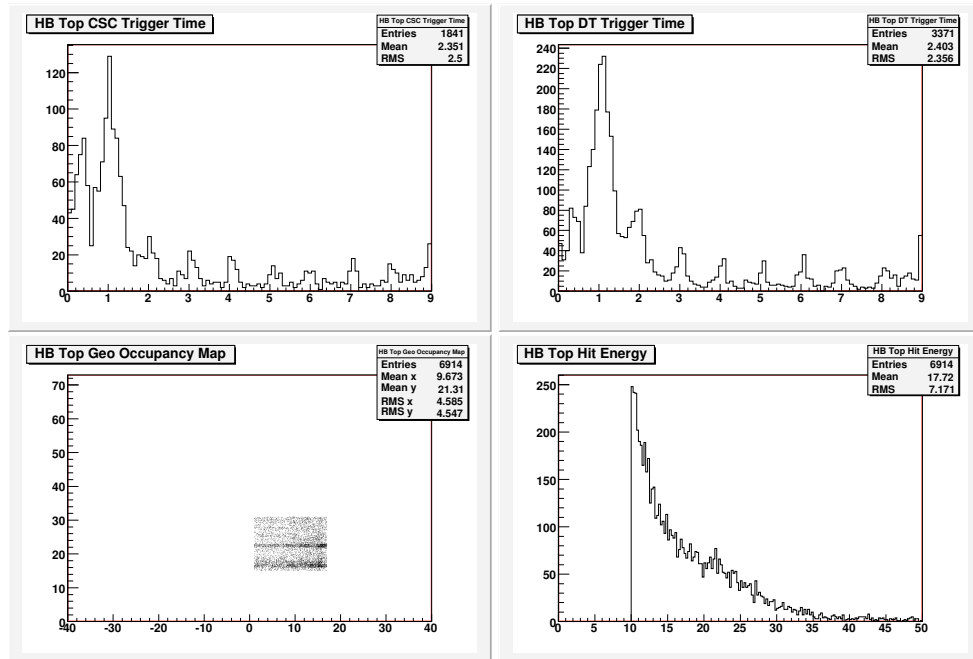 HB Top CSC Trigger Time
HB Top CSC Trigger Time
Entries 1841
Mean 2.351
RMS 2.5
0
20
40
60
80
100
120
0 1 2 3 4 5 6 7 8 9
HB Top DT Trigger Time
HB Top DT Trigger Time
Entries 3371
Mean 2.403
RMS 2.356
0
20
40
60
80
100
120
140
160
180
200
220
240
0 1 2 3 4 5 6 7 8 9
HB Top Geo Occupancy Map
HB Top Geo Occupancy Map
Entries 6914
Mean x 9.673
Mean y 21.31
RMS x 4.585
RMS y 4.547
0
10
20
30
40
50
60
70
-40 -30 -20 -10 0 10 20 30 40
HB Top Hit Energy
HB Top Hit Energy
Entries 6914
Mean 17.72
RMS 7.171
0
50
100
150
200
250
0 5 10 15 20 25 30 35 40 45 50